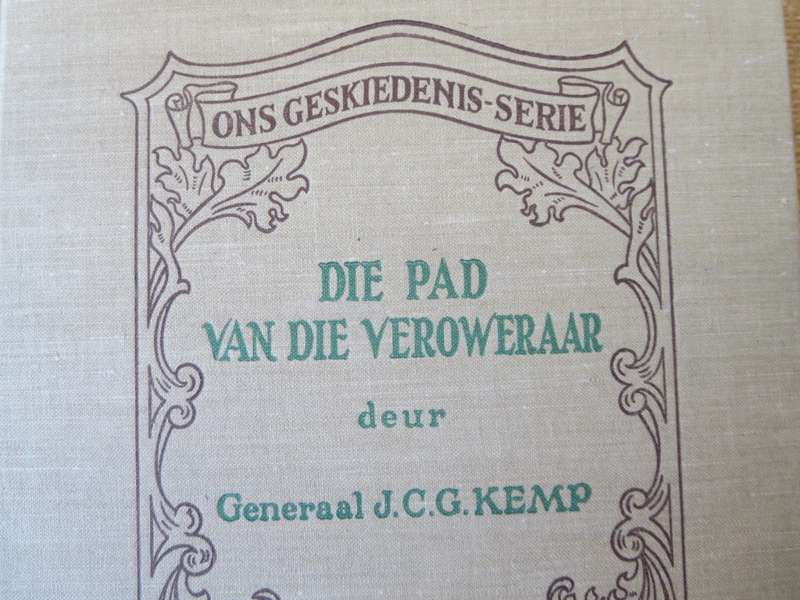 ONS GESKIEDENIS-SERIE
DIE PAD
VAN DIE VEROWERAAR
deur
Generaal J.C.G. KEMP